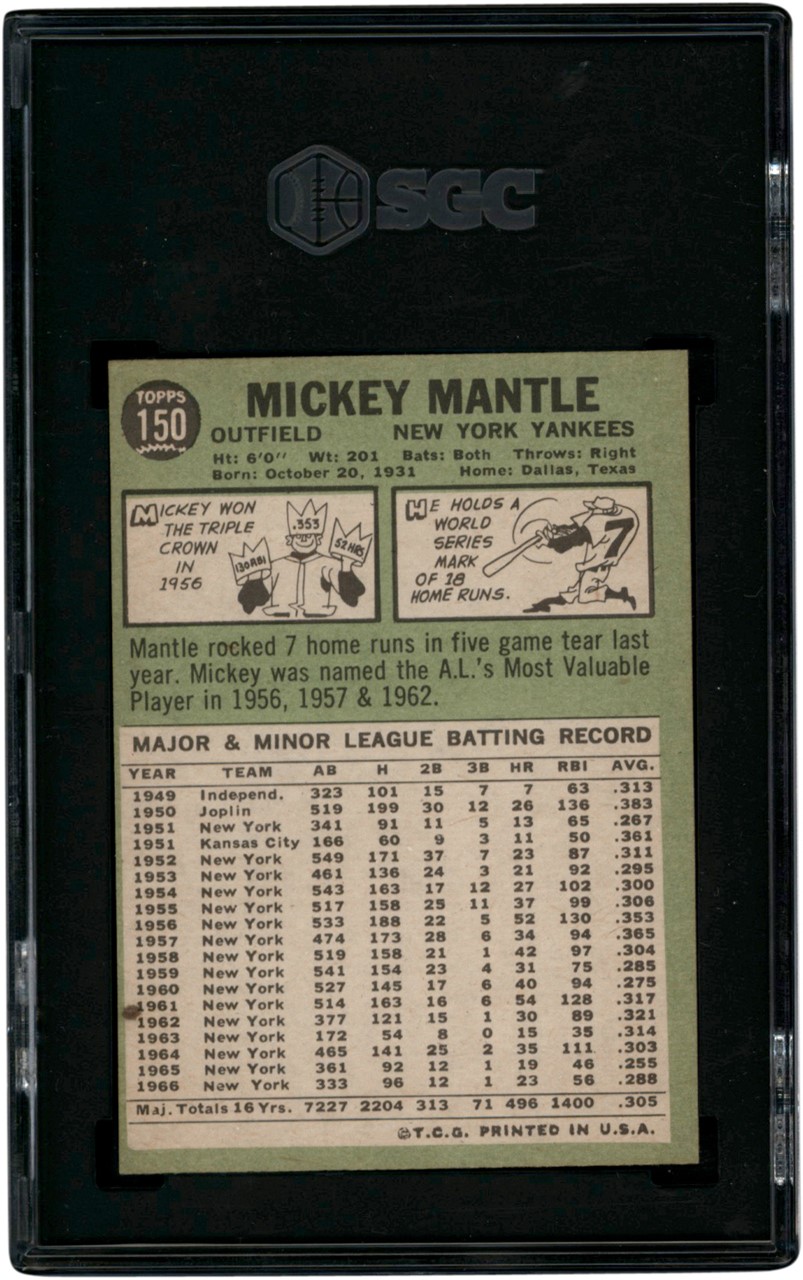 SGC
TOPPS
150
MICKEY MANTLE
OUTFIELD NEW YORK YANKEES
Ht: 6'0" Wt: 201 Bats: Both Throws: Right
Born: October 20, 1931 Home: Dallas, Texas
MICKEY WON
THE TRIPLE
CROWN
IN
1956
.353
130 RBI
52 HRS
HE HOLDS A
WORLD
SERIES
MARK
OF 18
HOME RUNS.
7
Mantle rocked 7 home runs in five game tear last
year. Mickey was named the A.L.'s Most Valuable
Player in 1956, 1957 & 1962.
MAJOR & MINOR LEAGUE BATTING RECORD
YEAR TEAM AB H 2B 3B HR RBI AVG.
1949 Independ. 323 101 15 7 7 63 .313
1950 Joplin 519 199 30 12 26 136 .383
1951 New York 341 91 11 5 13 65 .267
1951 Kansas City 166 60 9 3 11 50 .361
1952 New York 549 171 37 7 23 87 .311
1953 New York 461 136 24 3 21 92 .295
1954 New York 543 163 17 12 27 102 .300
1955 New York 517 158 25 11 37 99 .306
1956 New York 533 188 22 5 52 130 .353
1957 New York 474 173 28 6 34 94 .365
1958 New York 519 158 21 1 42 97 .304
1959 New York 541 154 23 4 31 75 .285
1960 New York 527 145 17 6 40 94 .275
1961 New York 514 163 16 6 54 128 .317
1962 New York 377 121 15 1 30 89 .321
1963 New York 172 54 8 0 15 35 .314
1964 New York 465 141 25 2 35 111 .303
1965 New York 361 92 12 1 19 46 .255
1966 New York 333 96 12 1 23 56 .288
Maj. Totals 16 Yrs. 7227 2204 313 71 496 1400 .305
©T.C.G. PRINTED IN U.S.A.